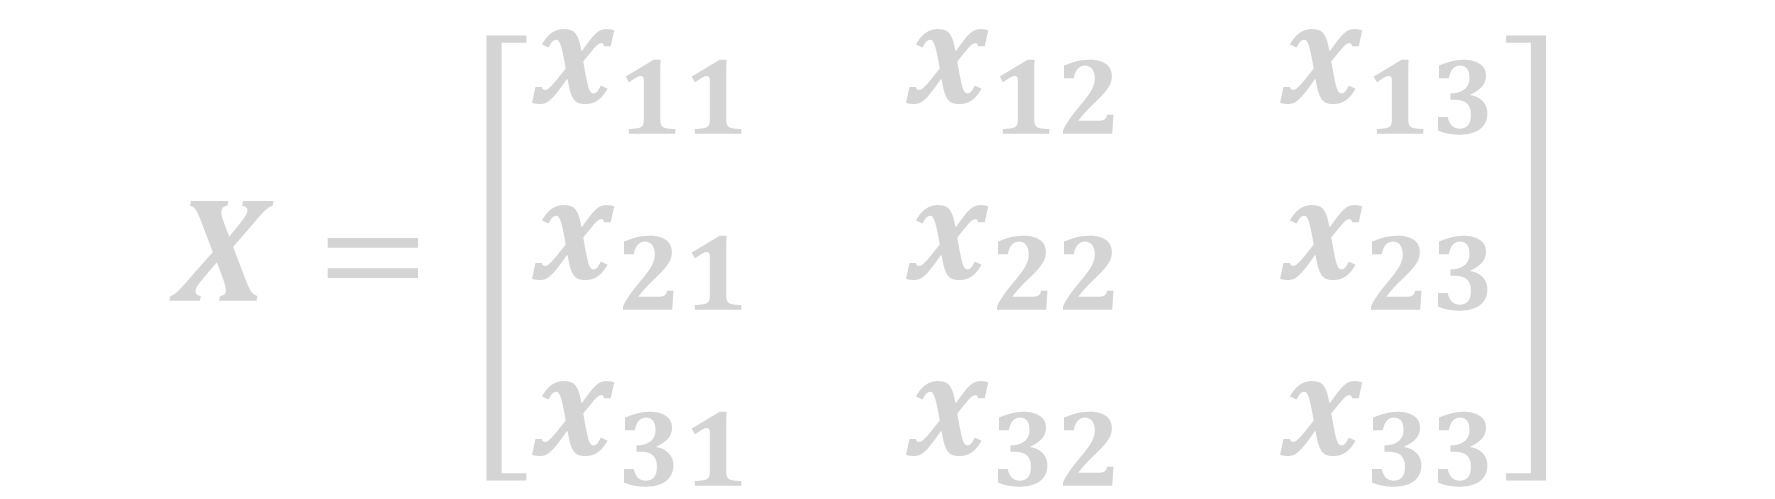 x₁₁ x₁₂ x₁₃
X = [x₂₁ x₂₂ x₂₃]
x₃₁ x₃₂ x₃₃